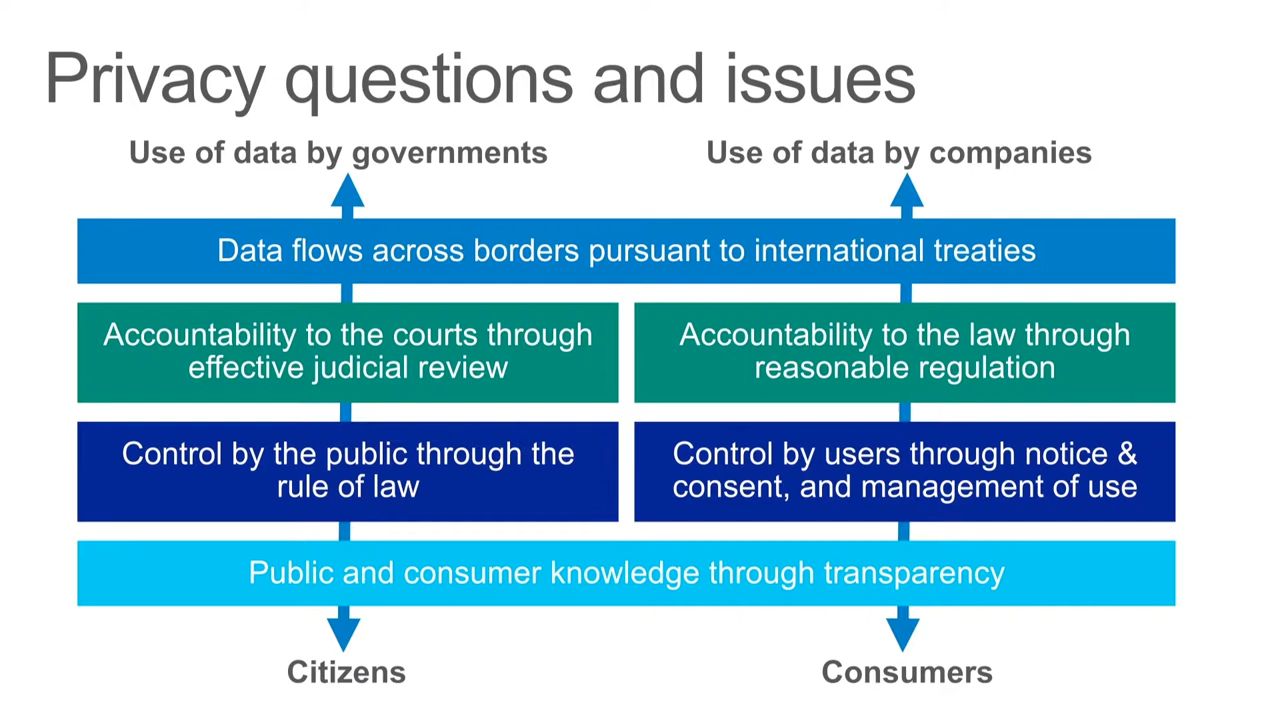 Privacy questions and issues
Use of data by governments
Use of data by companies
Data flows across borders pursuant to international treaties
Accountability to the courts through
effective judicial review
Accountability to the law through
reasonable regulation
Control by the public through the
rule of law
Control by users through notice &
consent, and management of use
Public and consumer knowledge through transparency
Citizens
Consumers